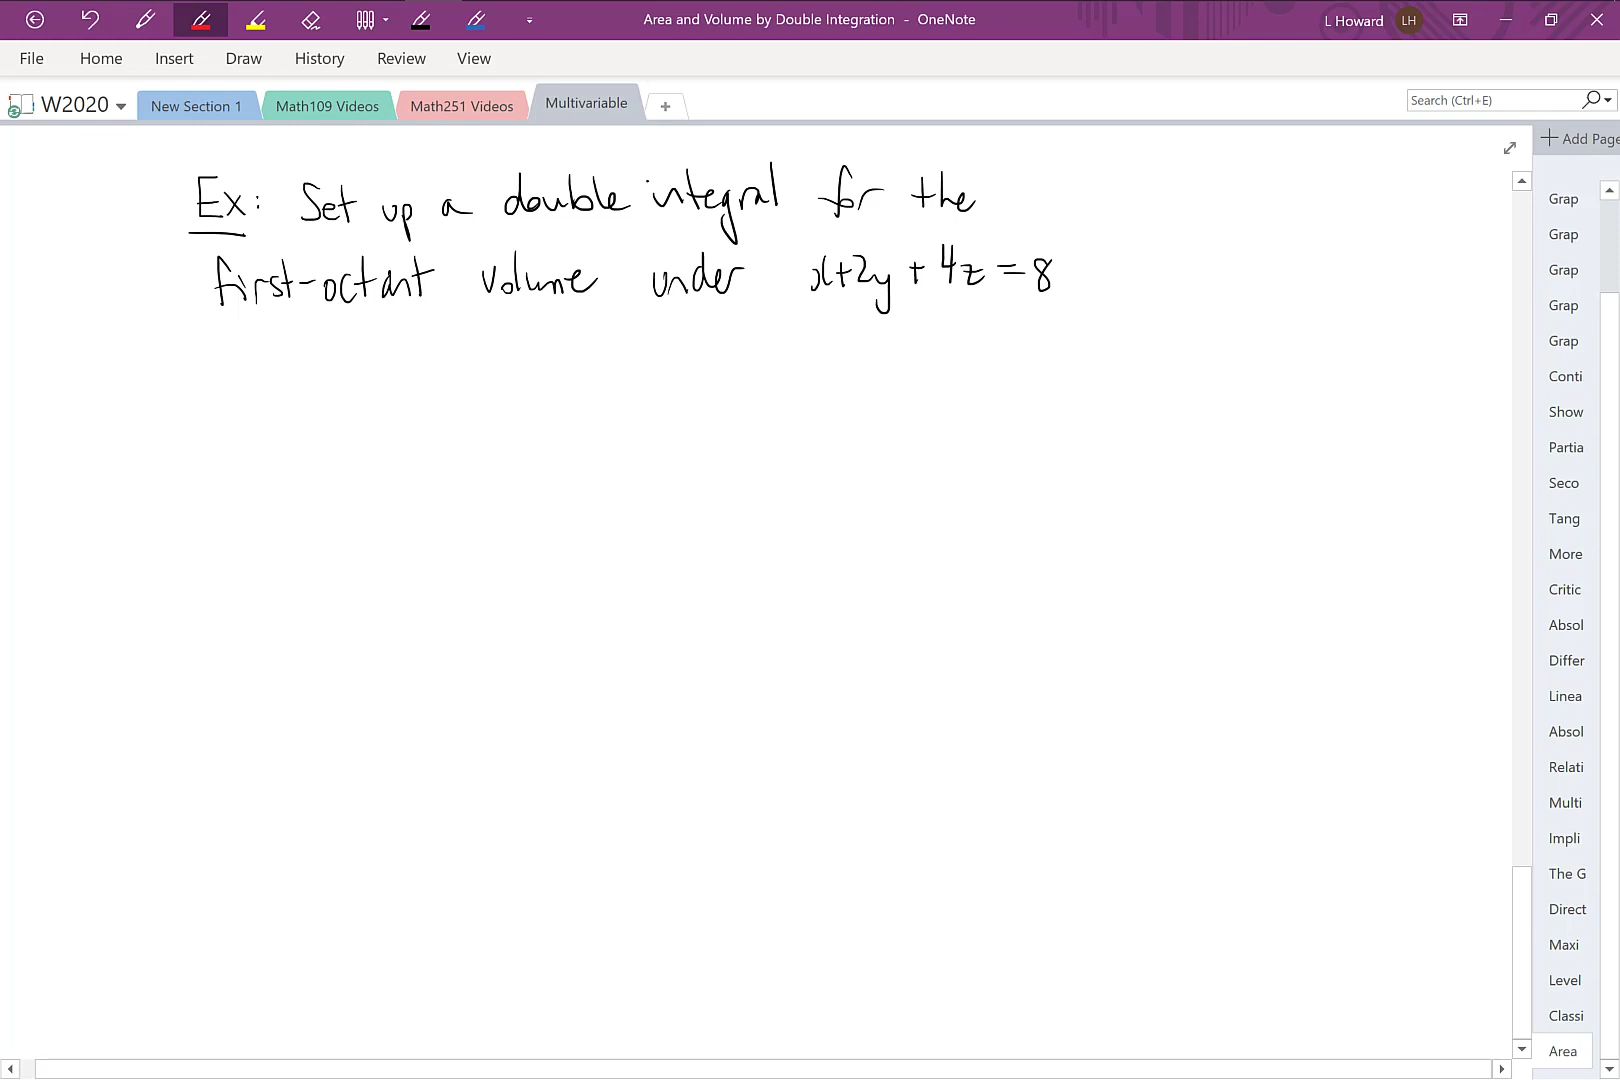 Area and Volume by Double Integration - OneNote
L Howard LH
File Home Insert Draw History Review View
W2020 New Section 1 Math109 Videos Math251 Videos Multivariable +
Search (Ctrl+E)
Add Page
Ex: Set up a double integral for the
first-octant volume under x+2y+4z=8
Grap
Grap
Grap
Grap
Grap
Conti
Show
Partia
Seco
Tang
More
Critic
Absol
Differ
Linea
Absol
Relati
Multi
Impli
The G
Direct
Maxi
Level
Classi
Area